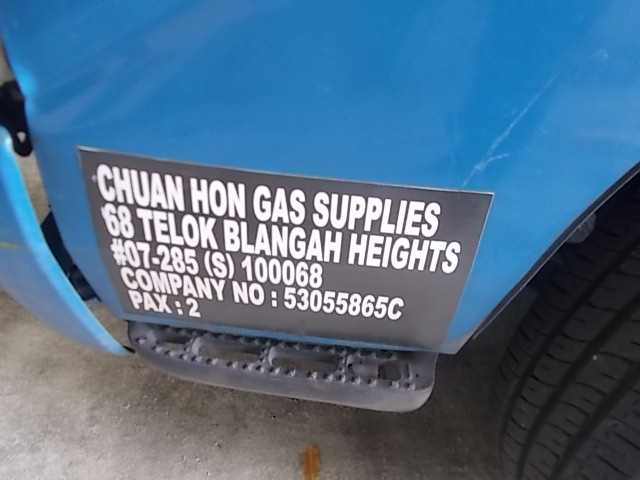 CHUAN HON GAS SUPPLIES
68 TELOK BLANGAH HEIGHTS
#07-285 (S) 100068
COMPANY NO : 53055865C
PAX : 2